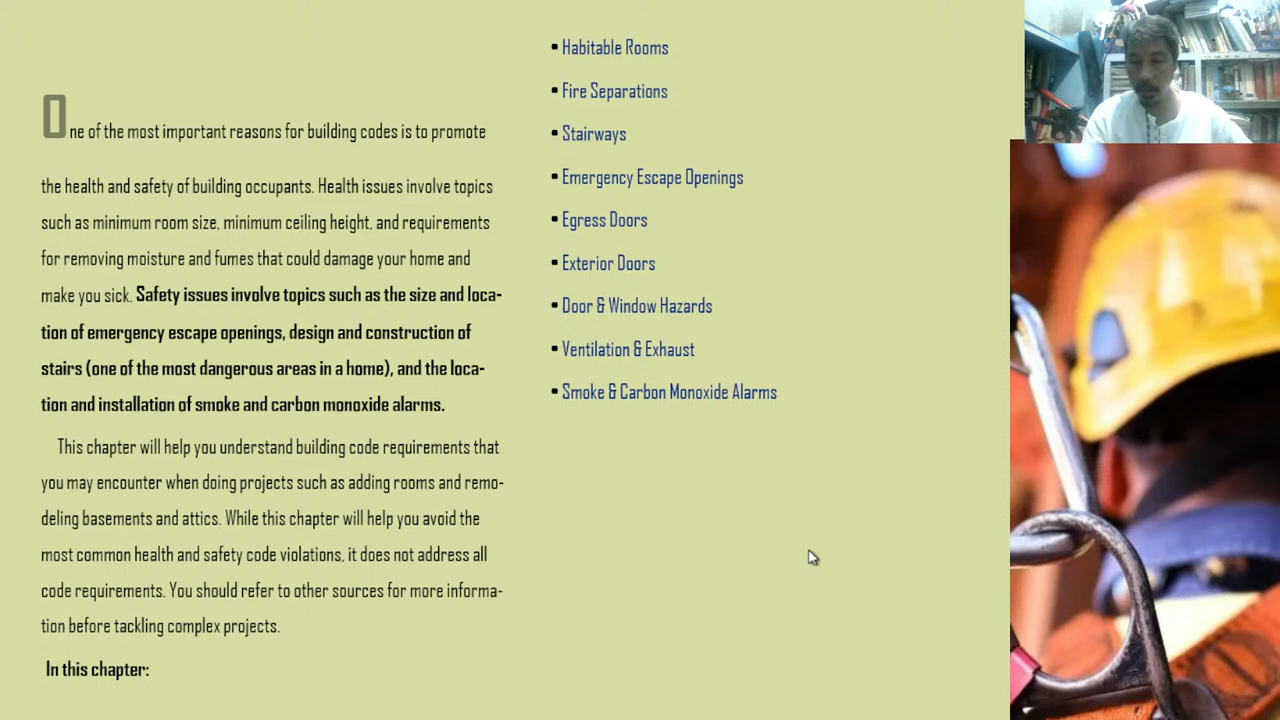 One of the most important reasons for building codes is to promote
the health and safety of building occupants. Health issues involve topics
such as minimum room size, minimum ceiling height, and requirements
for removing moisture and fumes that could damage your home and
make you sick. Safety issues involve topics such as the size and loca-
tion of emergency escape openings, design and construction of
stairs (one of the most dangerous areas in a home), and the loca-
tion and installation of smoke and carbon monoxide alarms.
This chapter will help you understand building code requirements that
you may encounter when doing projects such as adding rooms and remo-
deling basements and attics. While this chapter will help you avoid the
most common health and safety code violations, it does not address all
code requirements. You should refer to other sources for more informa-
tion before tackling complex projects.
In this chapter:
▪ Habitable Rooms
▪ Fire Separations
▪ Stairways
▪ Emergency Escape Openings
▪ Egress Doors
▪ Exterior Doors
▪ Door & Window Hazards
▪ Ventilation & Exhaust
▪ Smoke & Carbon Monoxide Alarms